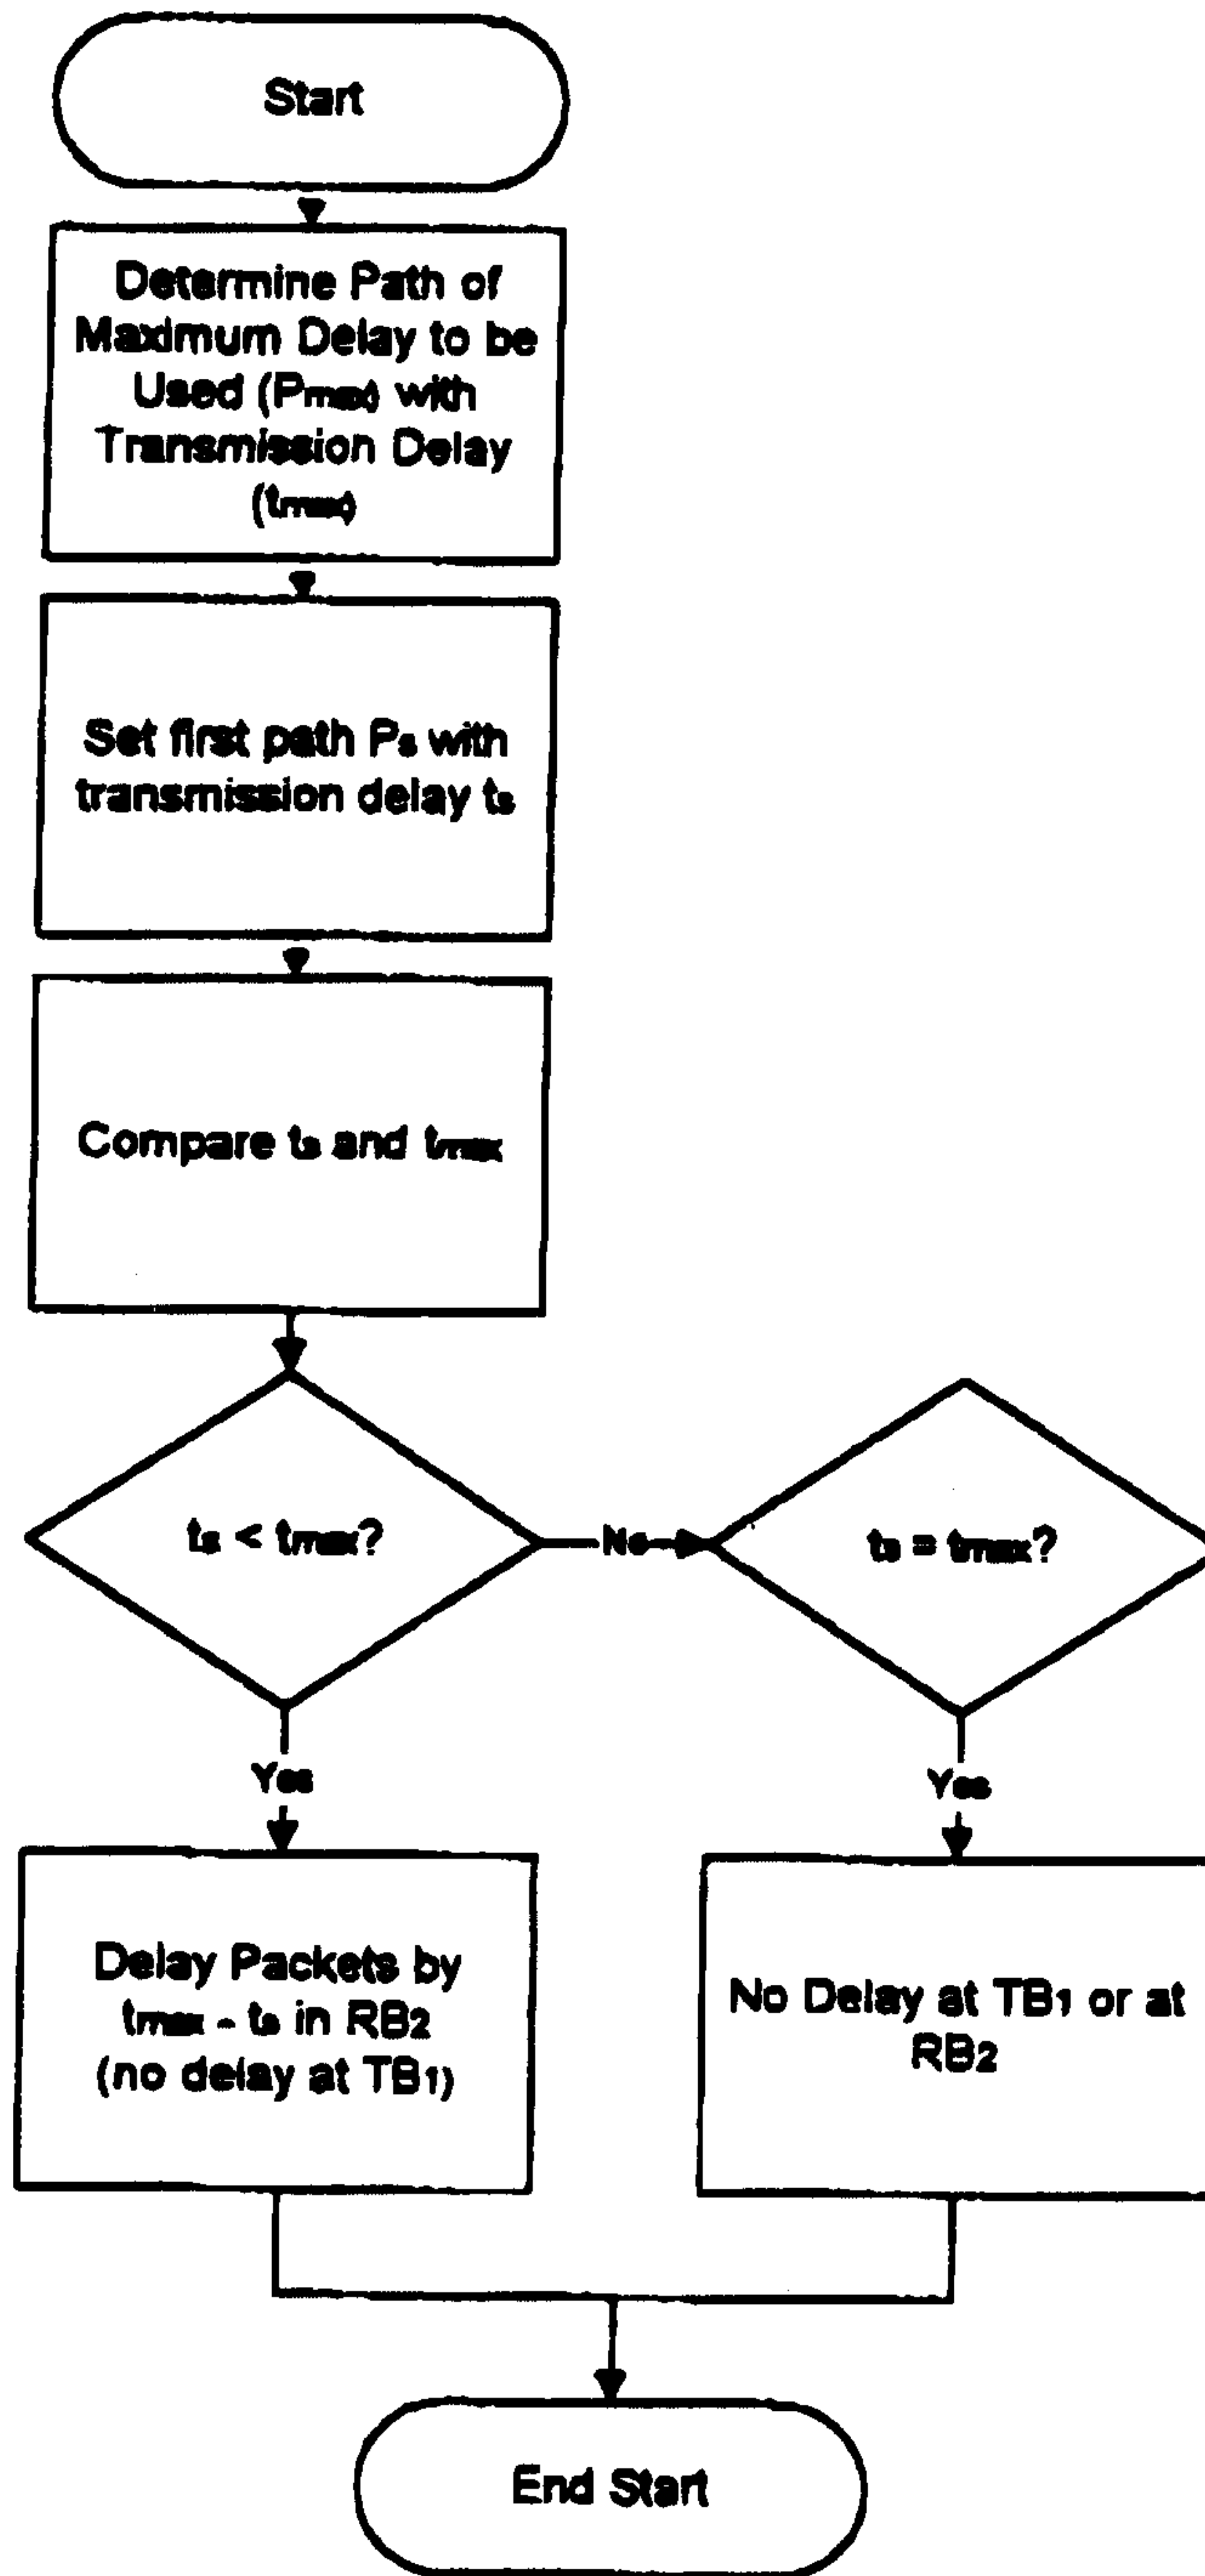 Start
Determine Path of
Maximum Delay to be
Used (Pmax) with
Transmission Delay
(tmax)
Set first path Ps with
transmission delay ts
Compare ts and tmax
ts < tmax?
No
ts = tmax?
Yes
Yes
Delay Packets by
tmax - ts in RB2
(no delay at TB1)
No Delay at TB1 or at
RB2
End Start